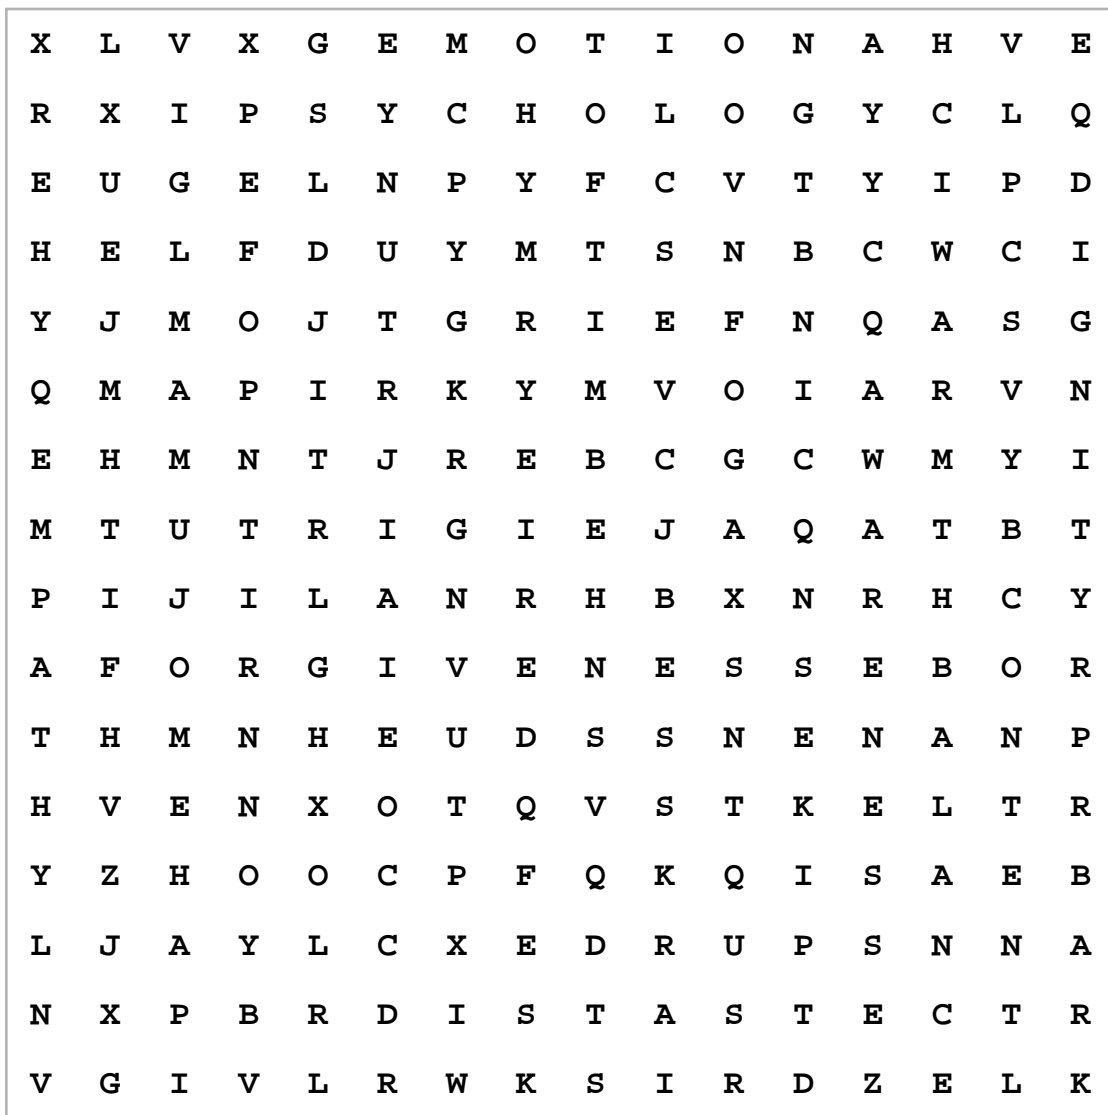 X L V X G E M O T I O N A H V E
R X I P S Y C H O L O G Y C L Q
E U G E L N P Y F C V T Y I P D
H E L F D U Y M T S N B C W C I
Y J M O J T G R I E F N Q A S G
Q M A P I R K Y M V O I A R V N
E H M N T J R E B C G C W M Y I
M T U T R I G I E J A Q A T B T
P I J I L A N R H B X N R H C Y
A F O R G I V E N E S S E B O R
T H M N H E U D S S N E N A N P
H V E N X O T Q V S T K E L T R
Y Z H O O C P F Q K Q I S A E B
L J A Y L C X E D R U P S N N A
N X P B R D I S T A S T E C T R
V G I V L R W K S I R D Z E L K